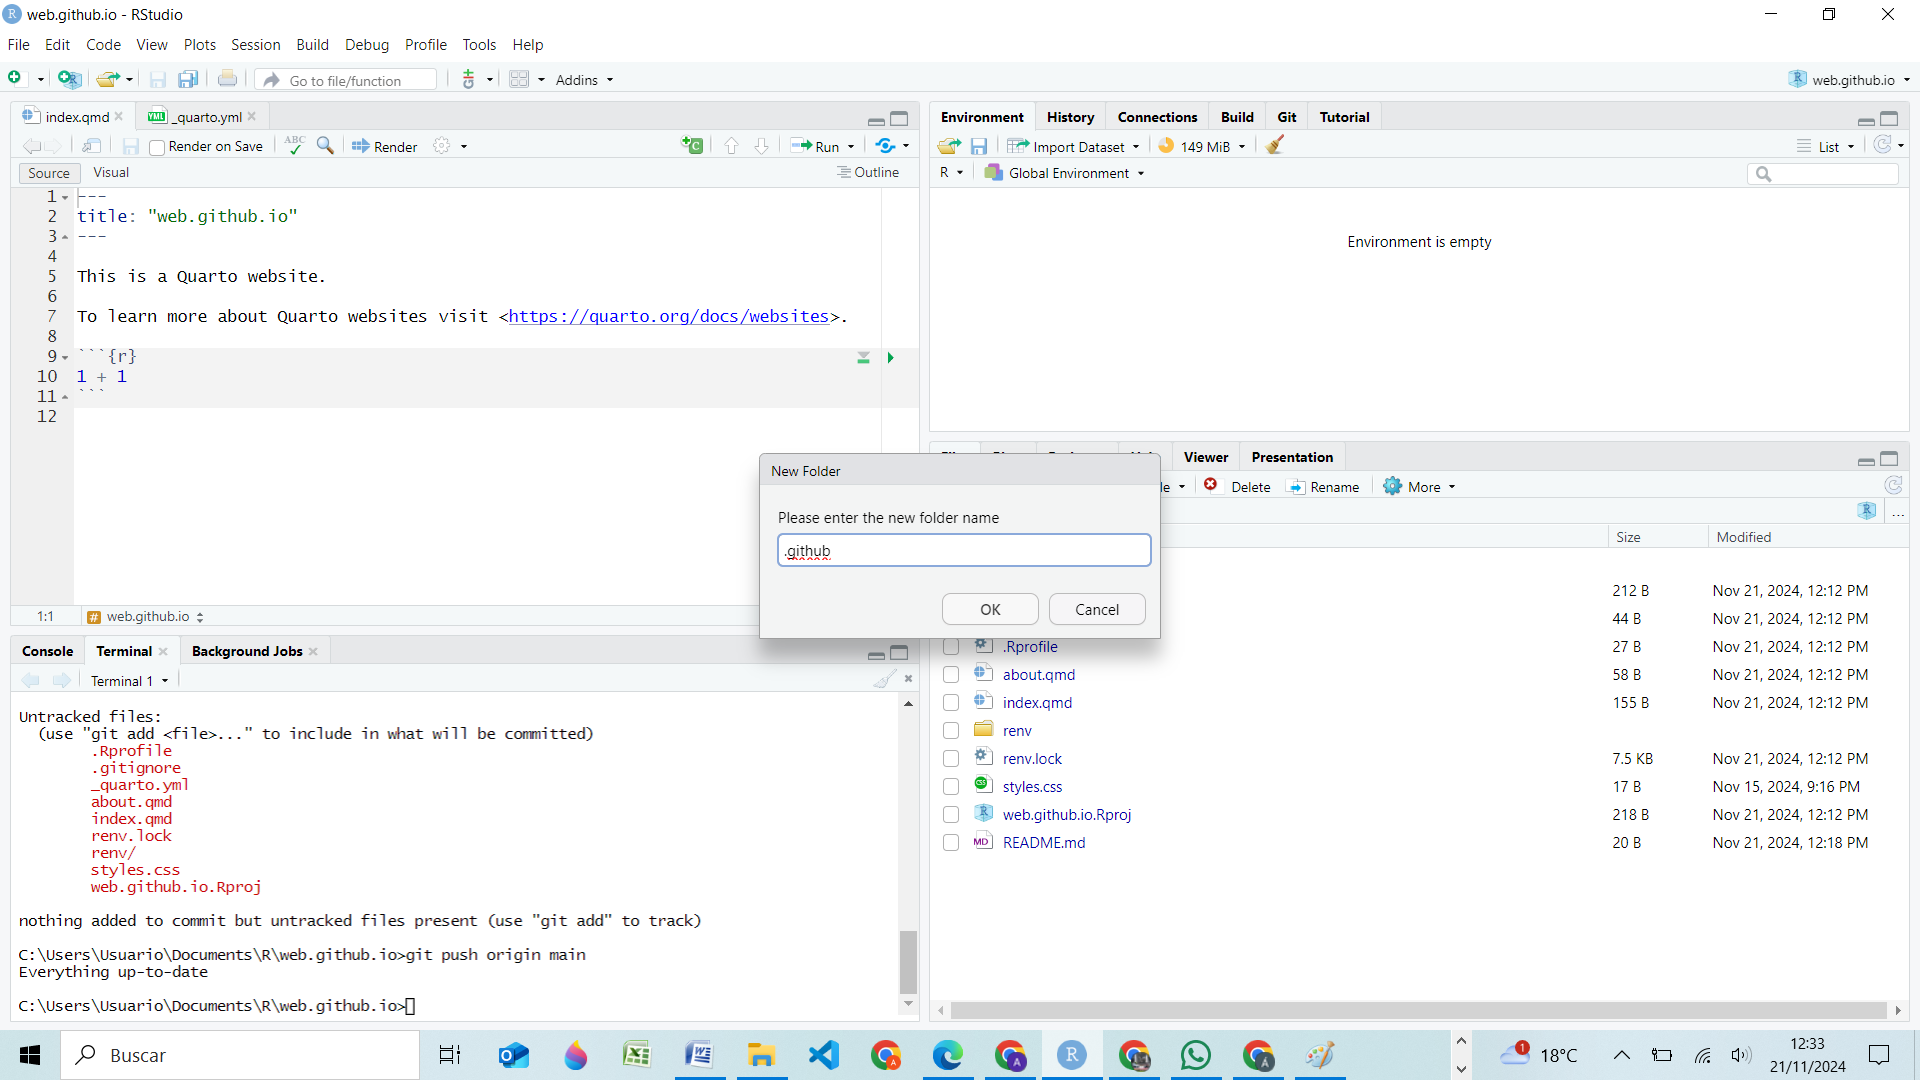 web.github.io - RStudio
File Edit Code View Plots Session Build Debug Profile Tools Help
Go to file/function Addins web.github.io
index.qmd _quarto.yml
Render on Save Render Run
Source Visual Outline
1 ---
2 title: "web.github.io"
3 ---
4
5 This is a Quarto website.
6
7 To learn more about Quarto websites visit <https://quarto.org/docs/websites>.
8
9 ```{r}
10 1 + 1
11 ```
12
1:1 web.github.io
Console Terminal Background Jobs
Terminal 1
Untracked files:
(use "git add <file>..." to include in what will be committed)
.Rprofile
.gitignore
_quarto.yml
about.qmd
index.qmd
renv.lock
renv/
styles.css
web.github.io.Rproj
nothing added to commit but untracked files present (use "git add" to track)
C:\Users\Usuario\Documents\R\web.github.io>git push origin main
Everything up-to-date
C:\Users\Usuario\Documents\R\web.github.io>
Environment History Connections Build Git Tutorial
Import Dataset 149 MiB List
R Global Environment
Environment is empty
Viewer Presentation
Delete Rename More
Size Modified
212 B Nov 21, 2024, 12:12 PM
44 B Nov 21, 2024, 12:12 PM
.Rprofile 27 B Nov 21, 2024, 12:12 PM
about.qmd 58 B Nov 21, 2024, 12:12 PM
index.qmd 155 B Nov 21, 2024, 12:12 PM
renv
renv.lock 7.5 KB Nov 21, 2024, 12:12 PM
styles.css 17 B Nov 15, 2024, 9:16 PM
web.github.io.Rproj 218 B Nov 21, 2024, 12:12 PM
README.md 20 B Nov 21, 2024, 12:18 PM
New Folder
Please enter the new folder name
.github
OK Cancel
Buscar
1 18°C
12:33
21/11/2024